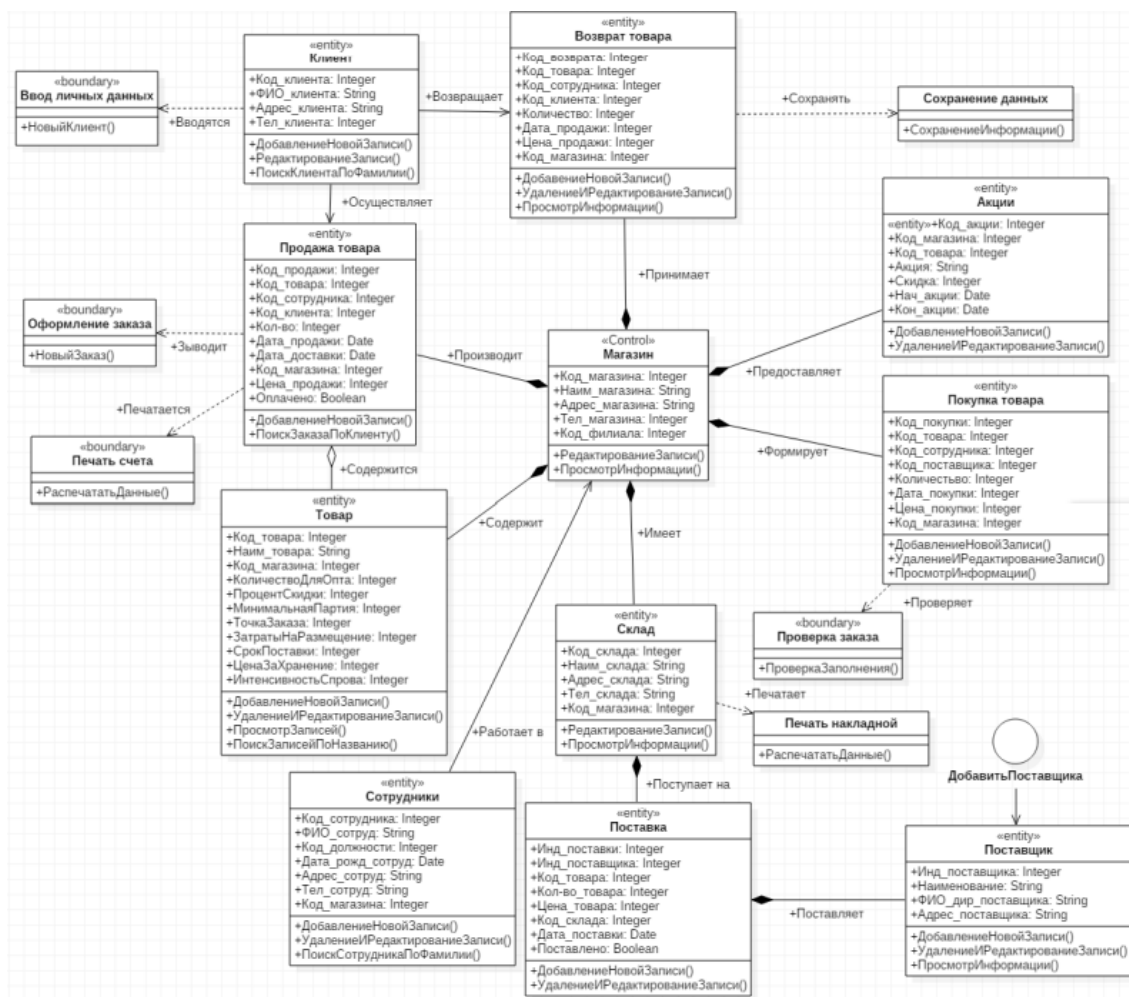 «entity»
Клиент
+Код_клиента: Integer
+ФИО_клиента: String
+Адрес_клиента: String
+Тел_клиента: Integer
+ДобавлениеНовойЗаписи()
+РедактированиеЗаписи()
+ПоискКлиентаПоФамилии()
«boundary»
Ввод личных данных
+НовыйКлиент()
+Вводятся
+Возвращает
«entity»
Возврат товара
+Код_возврата: Integer
+Код_товара: Integer
+Код_сотрудника: Integer
+Код_клиента: Integer
+Количество: Integer
+Дата_продажи: Integer
+Цена_продажи: Integer
+Код_магазина: Integer
+ДобавениеНовойЗаписи()
+УдалениеИРедактированиеЗаписи()
+ПросмотрИнформации()
+Сохранять
Сохранение данных
+СохранениеИнформации()
+Осуществляет
«entity»
Продажа товара
+Код_продажи: Integer
+Код_товара: Integer
+Код_сотрудника: Integer
+Код_клиента: Integer
+Кол-во: Integer
+Дата_продажи: Date
+Дата_доставки: Date
+Код_магазина: Integer
+Цена_продажи: Integer
+Оплачено: Boolean
+ДобавлениеНовойЗаписи()
+ПоискЗаказаПоКлиенту()
«boundary»
Оформление заказа
+НовыйЗаказ()
+Зыводит
+Печатается
«boundary»
Печать счета
+РаспечататьДанные()
+Производит
+Принимает
«Control»
Магазин
+Код_магазина: Integer
+Наим_магазина: String
+Адрес_магазина: String
+Тел_магазина: Integer
+Код_филиала: Integer
+РедактированиеЗаписи()
+ПросмотрИнформации()
«entity»
Акции
«entity»+Код_акции: Integer
+Код_магазина: Integer
+Код_товара: Integer
+Акция: String
+Скидка: Integer
+Нач_акции: Date
+Кон_акции: Date
+ДобавлениеНовойЗаписи()
+УдалениеИРедактированиеЗаписи()
+Предоставляет
+Формирует
«entity»
Покупка товара
+Код_покупки: Integer
+Код_товара: Integer
+Код_сотрудника: Integer
+Код_поставщика: Integer
+Количестьво: Integer
+Дата_покупки: Integer
+Цена_покупки: Integer
+Код_магазина: Integer
+ДобавлениеНовойЗаписи()
+УдалениеИРедактированиеЗаписи()
+ПросмотрИнформации()
+Проверяет
«boundary»
Проверка заказа
+ПроверкаЗаполнения()
+Содержится
«entity»
Товар
+Код_товара: Integer
+Наим_товара: String
+Код_магазина: Integer
+КоличествоДляОпта: Integer
+ПроцентСкидки: Integer
+МинимальнаяПартия: Integer
+ТочкаЗаказа: Integer
+ЗатратыНаРазмещение: Integer
+СрокПоставки: Integer
+ЦенаЗаХранение: Integer
+ИнтенсивностьСпрова: Integer
+ДобавлениеНовойЗаписи()
+УдалениеИРедактированиеЗаписи()
+ПросмотрЗаписей()
+ПоискЗаписейПоНазванию()
+Содержит
+Имеет
«entity»
Склад
+Код_склада: Integer
+Наим_склада: String
+Адрес_склада: String
+Тел_склада: String
+Код_магазина: Integer
+РедактированиеЗаписи()
+ПросмотрИнформации()
+Печатает
Печать накладной
+РаспечататьДанные()
+Работает в
«entity»
Сотрудники
+Код_сотрудника: Integer
+ФИО_сотруд: String
+Код_должности: Integer
+Дата_рожд_сотруд: Date
+Адрес_сотруд: String
+Тел_сотруд: String
+Код_магазина: Integer
+ДобавлениеНовойЗаписи()
+УдалениеИРедактированиеЗаписи()
+ПоискСотрудникаПоФамилии()
+Поступает на
«entity»
Поставка
+Инд_поставки: Integer
+Инд_поставщика: Integer
+Код_товара: Integer
+Кол-во_товара: Integer
+Цена_товара: Integer
+Код_склада: Integer
+Дата_поставки: Date
+Поставлено: Boolean
+ДобавлениеНовойЗаписи()
+УдалениеИРедактированиеЗаписи()
+Поставляет
ДобавитьПоставщика
«entity»
Поставщик
+Инд_поставщика: Integer
+Наименование: String
+ФИО_дир_поставщика: String
+Адрес_поставщика: String
+ДобавлениеНовойЗаписи()
+УдалениеИРедактированиеЗаписи()
+ПросмотрИнформации()